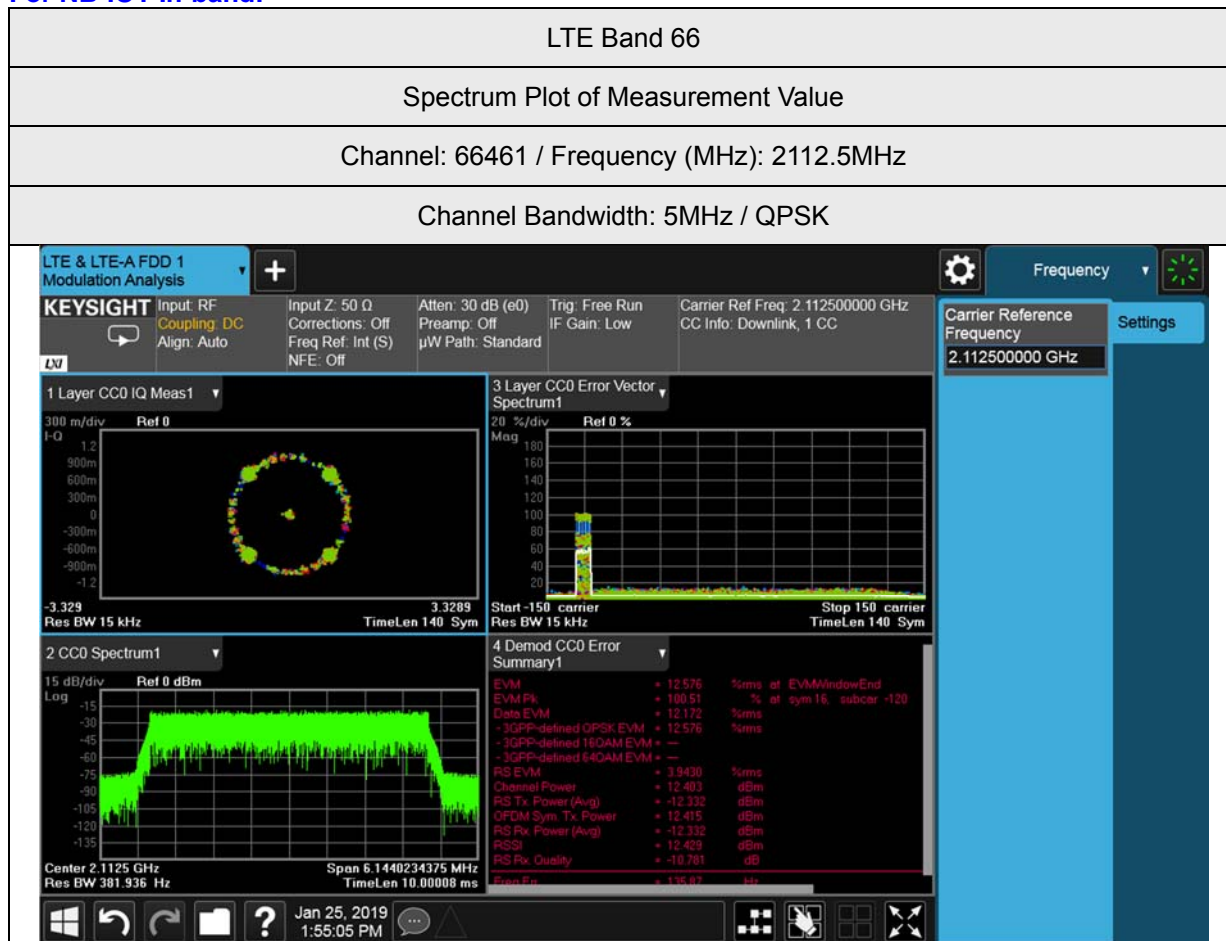 LTE Band 66
Spectrum Plot of Measurement Value
Channel: 66461 / Frequency (MHz): 2112.5MHz
Channel Bandwidth: 5MHz / QPSK
LTE & LTE-A FDD 1
Modulation Analysis
Frequency
KEYSIGHT
LXI
Input: RF
Coupling: DC
Align: Auto
Input Z: 50 Ω
Corrections: Off
Freq Ref: Int (S)
NFE: Off
Atten: 30 dB (e0)
Preamp: Off
µW Path: Standard
Trig: Free Run
IF Gain: Low
Carrier Ref Freq: 2.112500000 GHz
CC Info: Downlink, 1 CC
Carrier Reference
Frequency
2.112500000 GHz
Settings
1 Layer CC0 IQ Meas1
300 m/div Ref 0
I-Q
1.2
900m
600m
300m
0
-300m
-600m
-900m
-1.2
-3.329 3.3289
Res BW 15 kHz TimeLen 140 Sym
3 Layer CC0 Error Vector
Spectrum1
20 %/div Ref 0 %
Mag
180
160
140
120
100
80
60
40
20
Start -150 carrier Stop 150 carrier
Res BW 15 kHz TimeLen 140 Sym
2 CC0 Spectrum1
15 dB/div Ref 0 dBm
Log
-15
-30
-45
-60
-75
-90
-105
-120
-135
Center 2.1125 GHz Span 6.1440234375 MHz
Res BW 381.936 Hz TimeLen 10.00008 ms
4 Demod CC0 Error
Summary1
EVM = 12.576 %rms at EVMWindowEnd
EVM Pk = 100.51 % at sym 16, subcar -120
Data EVM = 12.172 %rms
- 3GPP-defined QPSK EVM = 12.576 %rms
- 3GPP-defined 16QAM EVM = —
- 3GPP-defined 64QAM EVM = —
RS EVM = 3.9430 %rms
Channel Power = 12.403 dBm
RS Tx. Power (Avg) = -12.332 dBm
OFDM Sym. Tx. Power = 12.415 dBm
RS Rx. Power (Avg) = -12.332 dBm
RSSI = 12.429 dBm
RS Rx. Quality = -10.781 dB
Freq Err = 135.87 Hz
Jan 25, 2019
1:55:05 PM